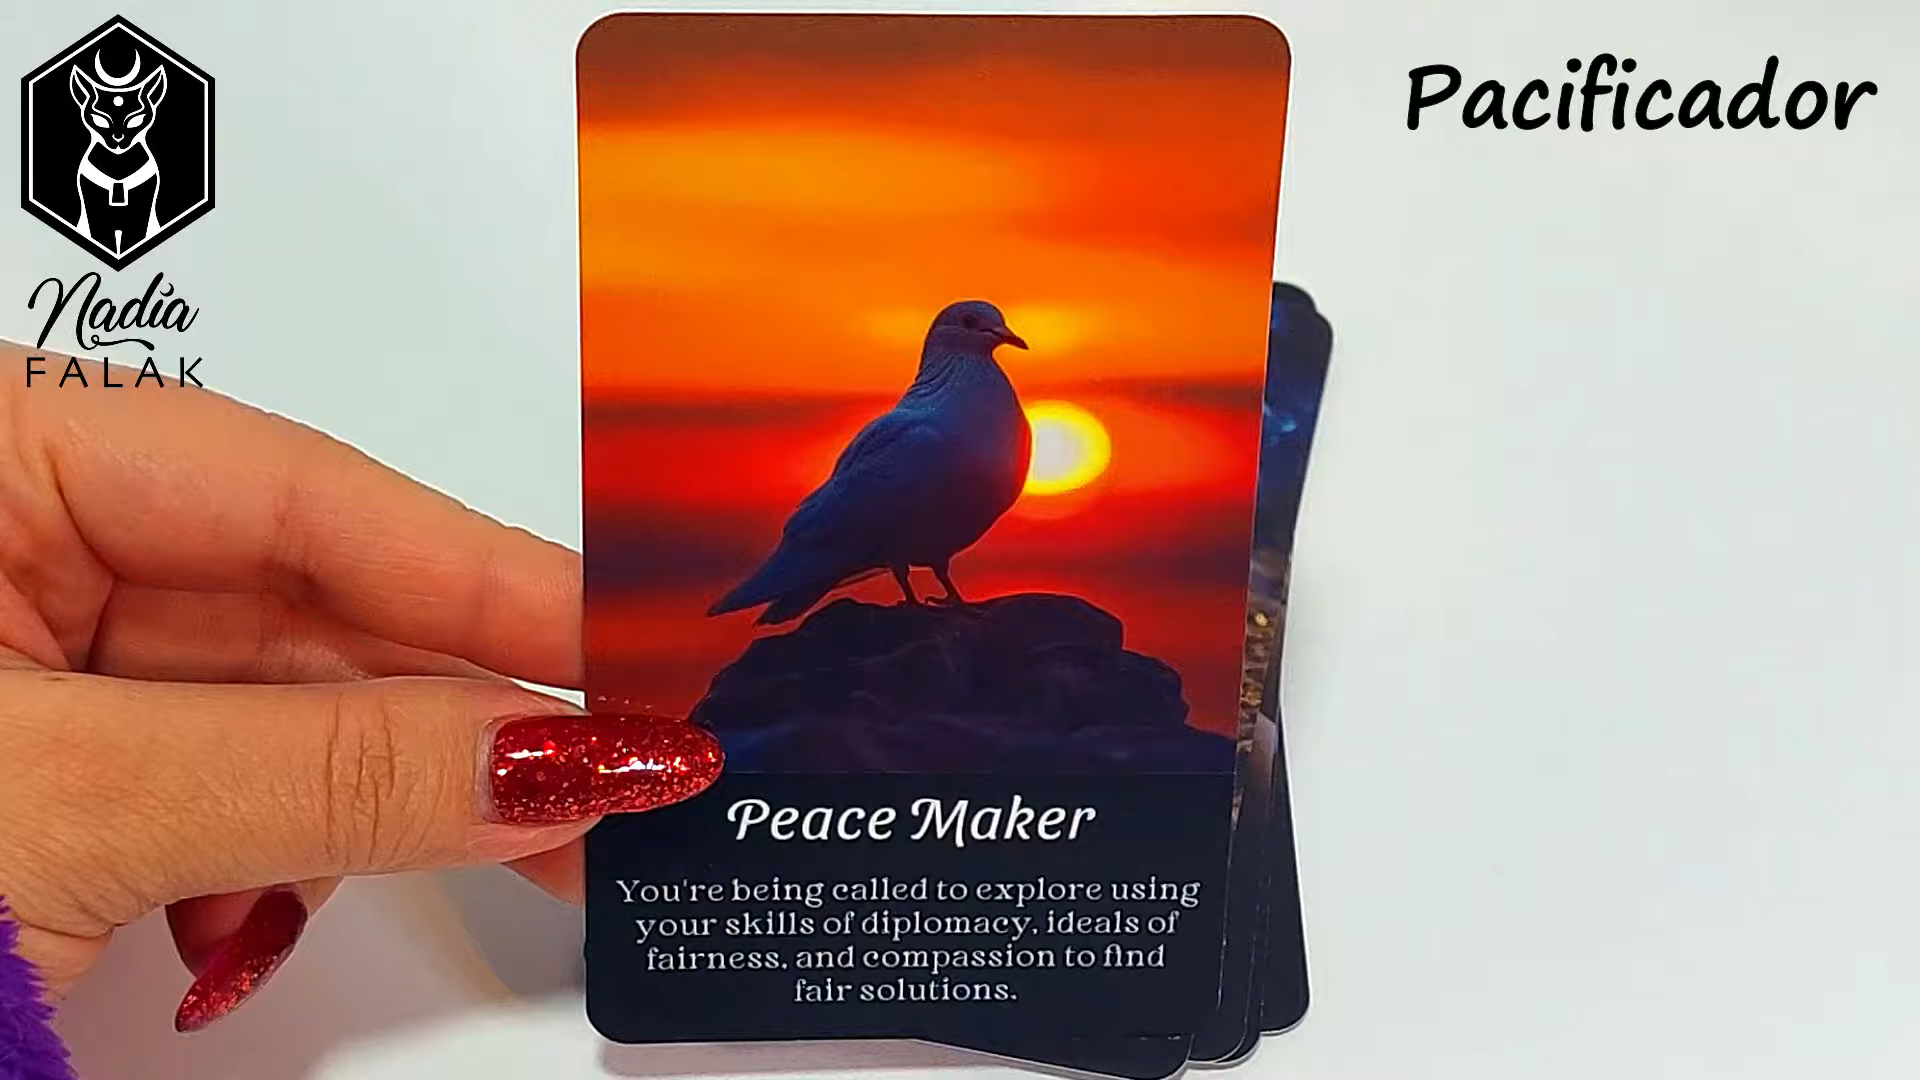 Nadia
FALAK
Pacificador
Peace Maker
You're being called to explore using
your skills of diplomacy, ideals of
fairness, and compassion to find
fair solutions.